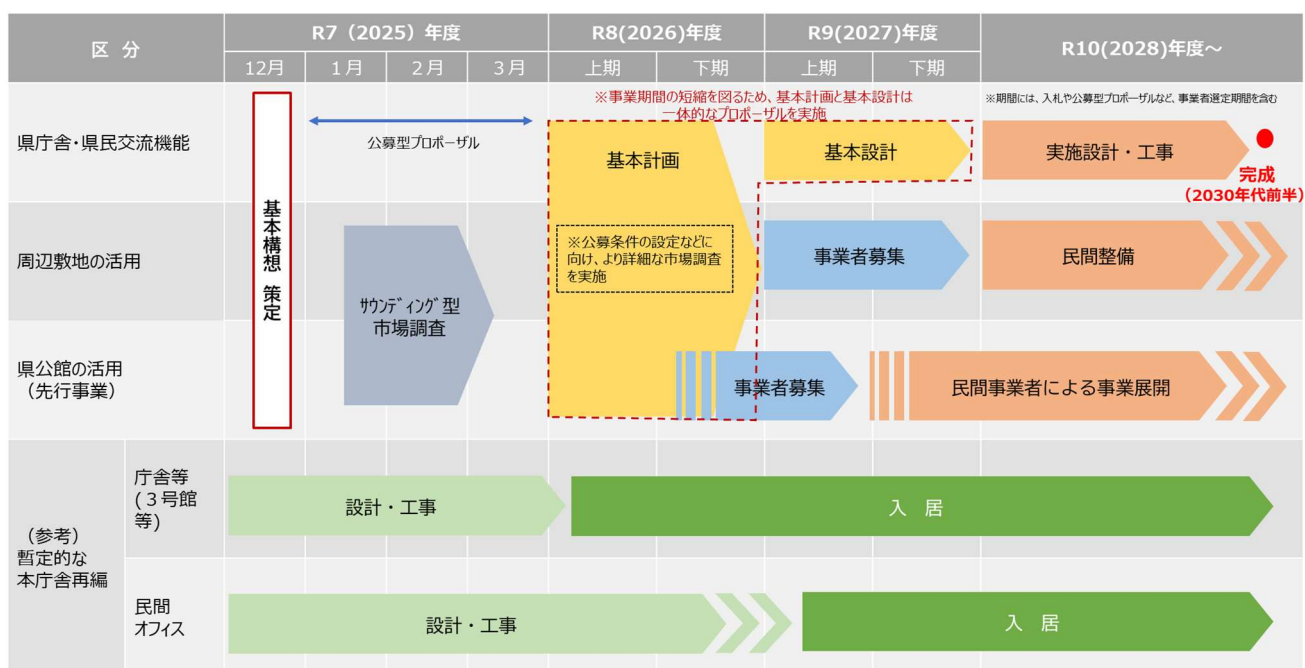 区 分
R7（2025）年度
R8(2026)年度
R9(2027)年度
R10(2028)年度～
12月
１月
２月
３月
上期
下期
上期
下期
県庁舎・県民交流機能
基本構想 策定
公募型プロポーザル
※事業期間の短縮を図るため、基本計画と基本設計は
一体的なプロポーザルを実施
基本計画
基本設計
※期間には、入札や公募型プロポーザルなど、事業者選定期間を含む
実施設計・工事
完成
（2030年代前半）
周辺敷地の活用
サウンディング型
市場調査
※公募条件の設定などに
向け、より詳細な市場調査
を実施
事業者募集
民間整備
県公館の活用
（先行事業）
事業者募集
民間事業者による事業展開
（参考）
暫定的な
本庁舎再編
庁舎等
(３号館
等)
設計・工事
入 居
民間
オフィス
設計・工事
入 居